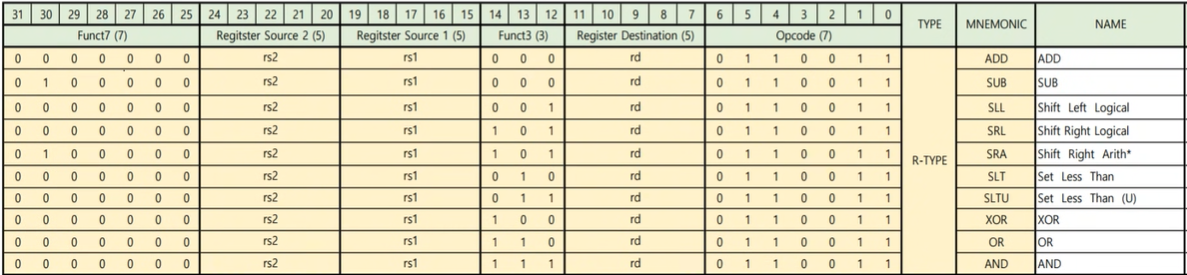 31 30 29 28 27 26 25 24 23 22 21 20 19 18 17 16 15 14 13 12 11 10 9 8 7 6 5 4 3 2 1 0 TYPE MNEMONIC NAME
Funct7 (7) Regitster Source 2 (5) Regitster Source 1 (5) Funct3 (3) Register Destination (5) Opcode (7)
0 0 0 0 0 0 0 rs2 rs1 0 0 0 rd 0 1 1 0 0 1 1 ADD ADD
0 1 0 0 0 0 0 rs2 rs1 0 0 0 rd 0 1 1 0 0 1 1 SUB SUB
0 0 0 0 0 0 0 rs2 rs1 0 0 1 rd 0 1 1 0 0 1 1 SLL Shift Left Logical
0 0 0 0 0 0 0 rs2 rs1 1 0 1 rd 0 1 1 0 0 1 1 SRL Shift Right Logical
0 1 0 0 0 0 0 rs2 rs1 1 0 1 rd 0 1 1 0 0 1 1 R-TYPE SRA Shift Right Arith*
0 0 0 0 0 0 0 rs2 rs1 0 1 0 rd 0 1 1 0 0 1 1 SLT Set Less Than
0 0 0 0 0 0 0 rs2 rs1 0 1 1 rd 0 1 1 0 0 1 1 SLTU Set Less Than (U)
0 0 0 0 0 0 0 rs2 rs1 1 0 0 rd 0 1 1 0 0 1 1 XOR XOR
0 0 0 0 0 0 0 rs2 rs1 1 1 0 rd 0 1 1 0 0 1 1 OR OR
0 0 0 0 0 0 0 rs2 rs1 1 1 1 rd 0 1 1 0 0 1 1 AND AND